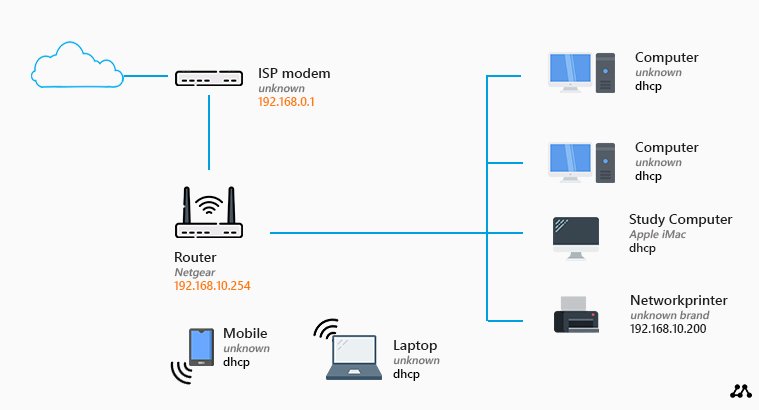 ISP modem
unknown
192.168.0.1
Computer
unknown
dhcp
Computer
unknown
dhcp
Router
Netgear
192.168.10.254
Study Computer
Apple iMac
dhcp
Networkprinter
unknown brand
192.168.10.200
Mobile
unknown
dhcp
Laptop
unknown
dhcp